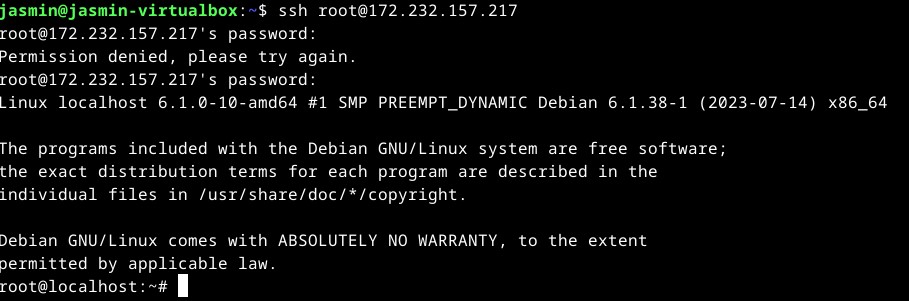 jasmin@jasmin-virtualbox:~$ ssh root@172.232.157.217
root@172.232.157.217's password:
Permission denied, please try again.
root@172.232.157.217's password:
Linux localhost 6.1.0-10-amd64 #1 SMP PREEMPT_DYNAMIC Debian 6.1.38-1 (2023-07-14) x86_64

The programs included with the Debian GNU/Linux system are free software;
the exact distribution terms for each program are described in the
individual files in /usr/share/doc/*/copyright.

Debian GNU/Linux comes with ABSOLUTELY NO WARRANTY, to the extent
permitted by applicable law.
root@localhost:~#